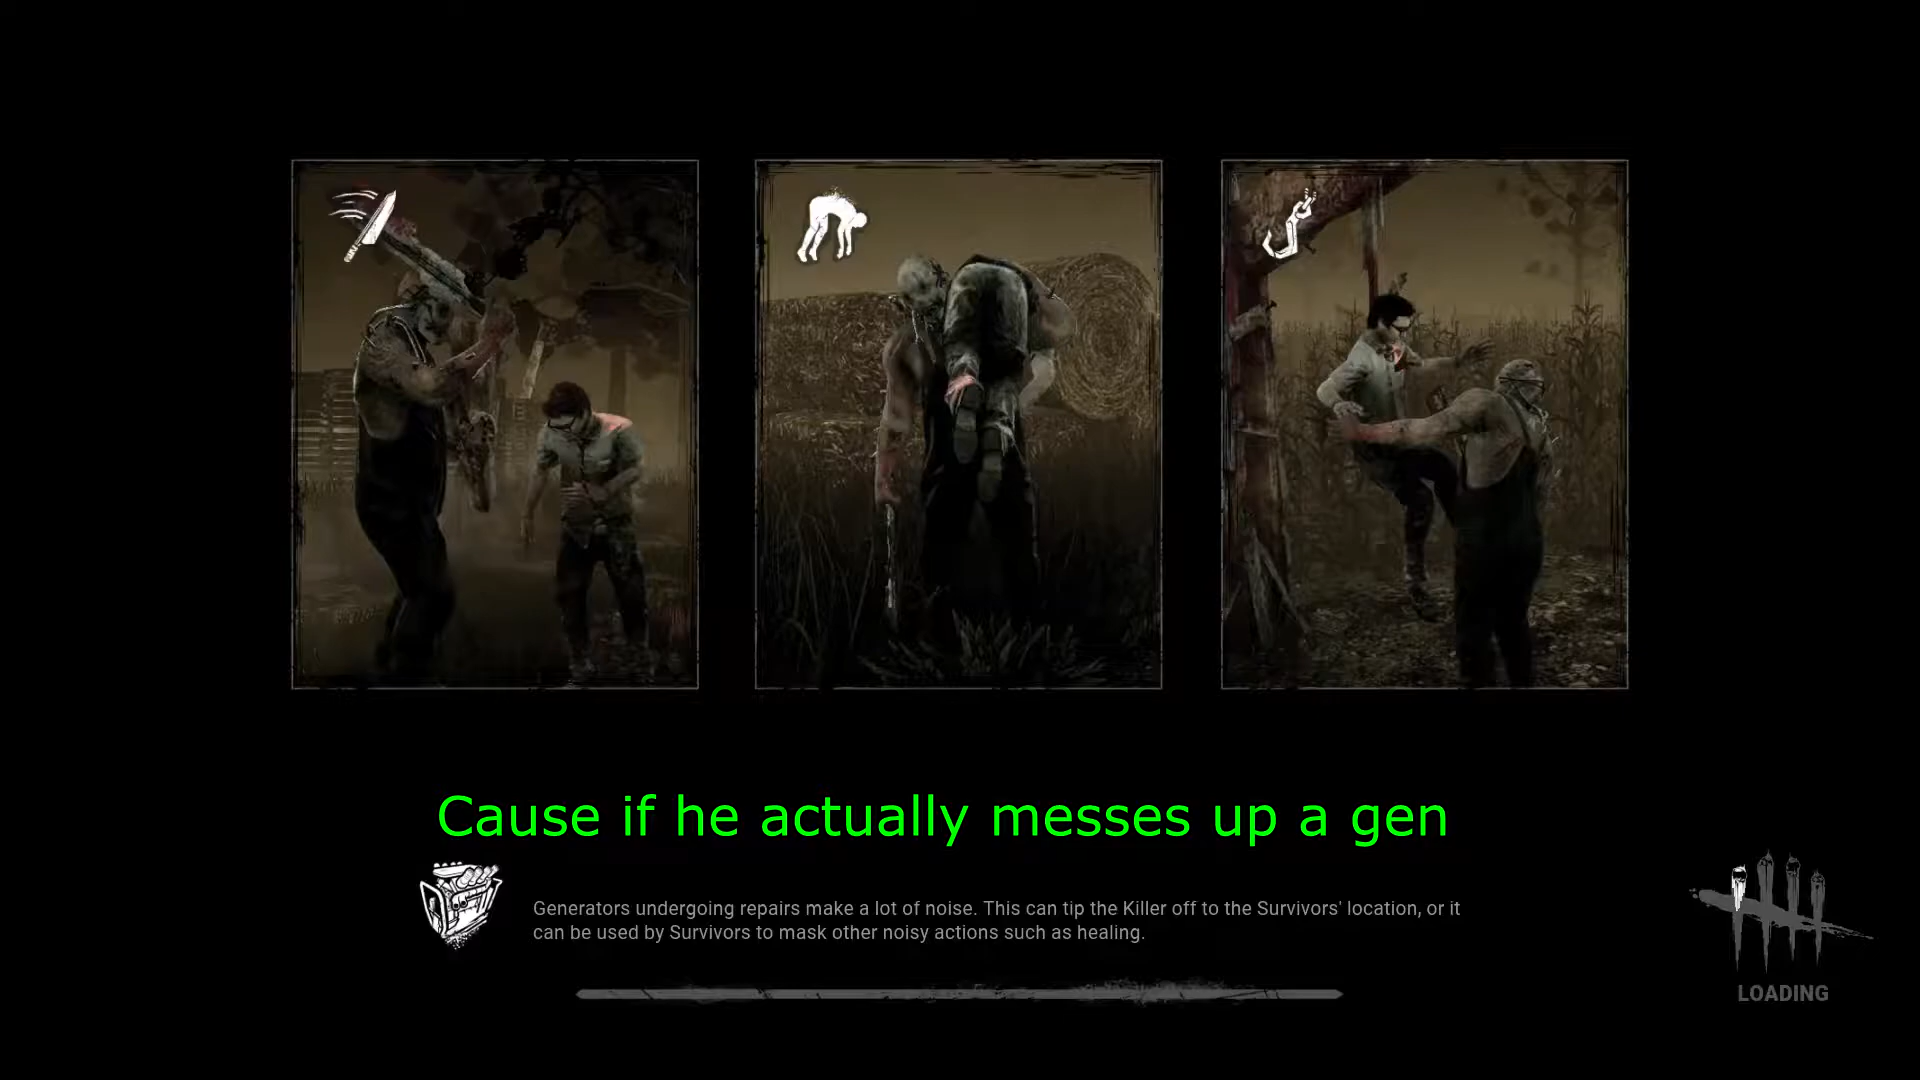 Cause if he actually messes up a gen
Generators undergoing repairs make a lot of noise. This can tip the Killer off to the Survivors' location, or it
can be used by Survivors to mask other noisy actions such as healing.
LOADING